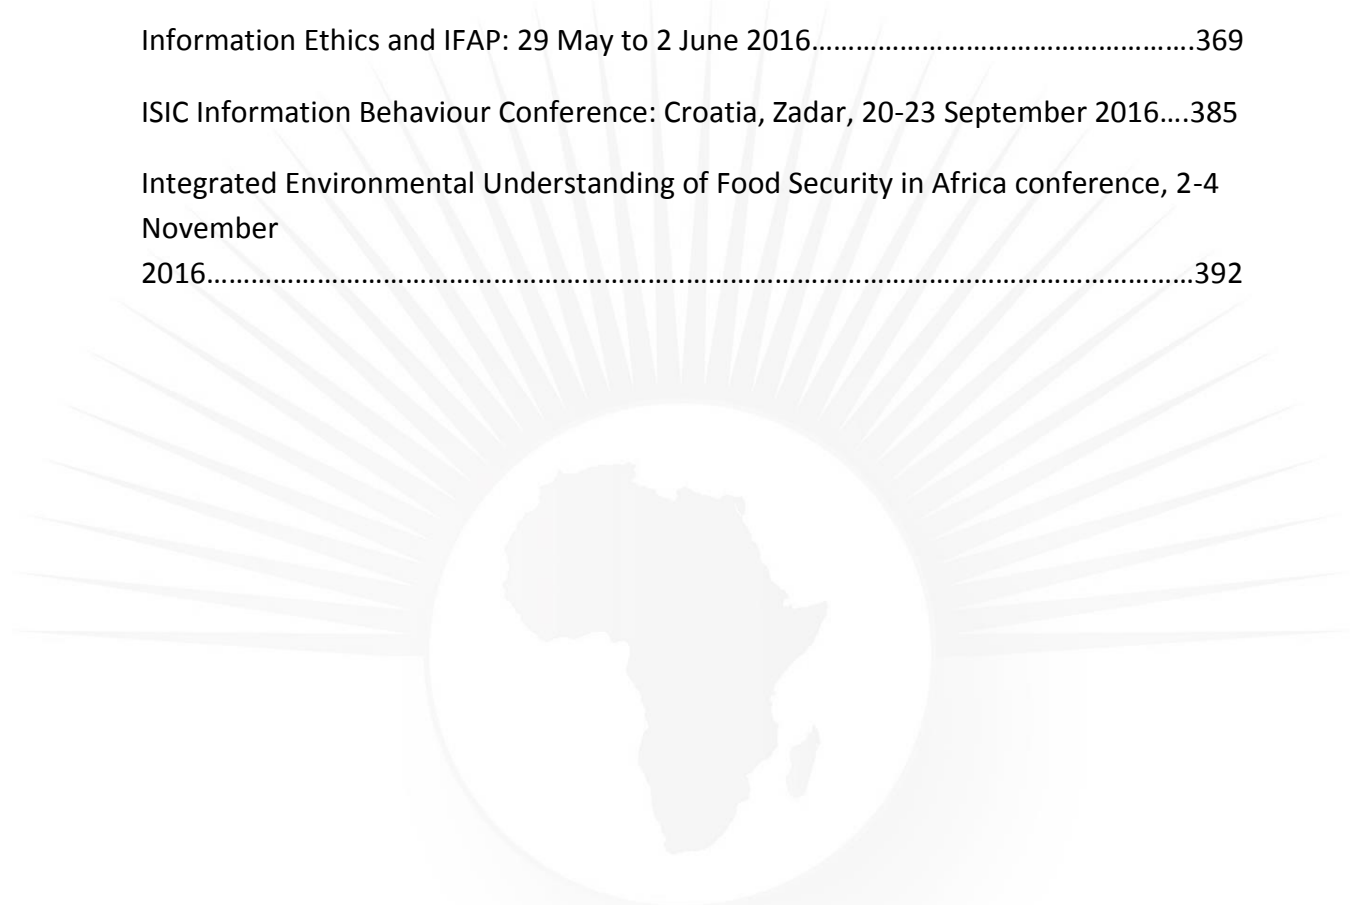 Information Ethics and IFAP: 29 May to 2 June 2016…………………………………………….369
ISIC Information Behaviour Conference: Croatia, Zadar, 20-23 September 2016….385
Integrated Environmental Understanding of Food Security in Africa conference, 2-4
November
2016………………………………………………………..……………………………………………………………392